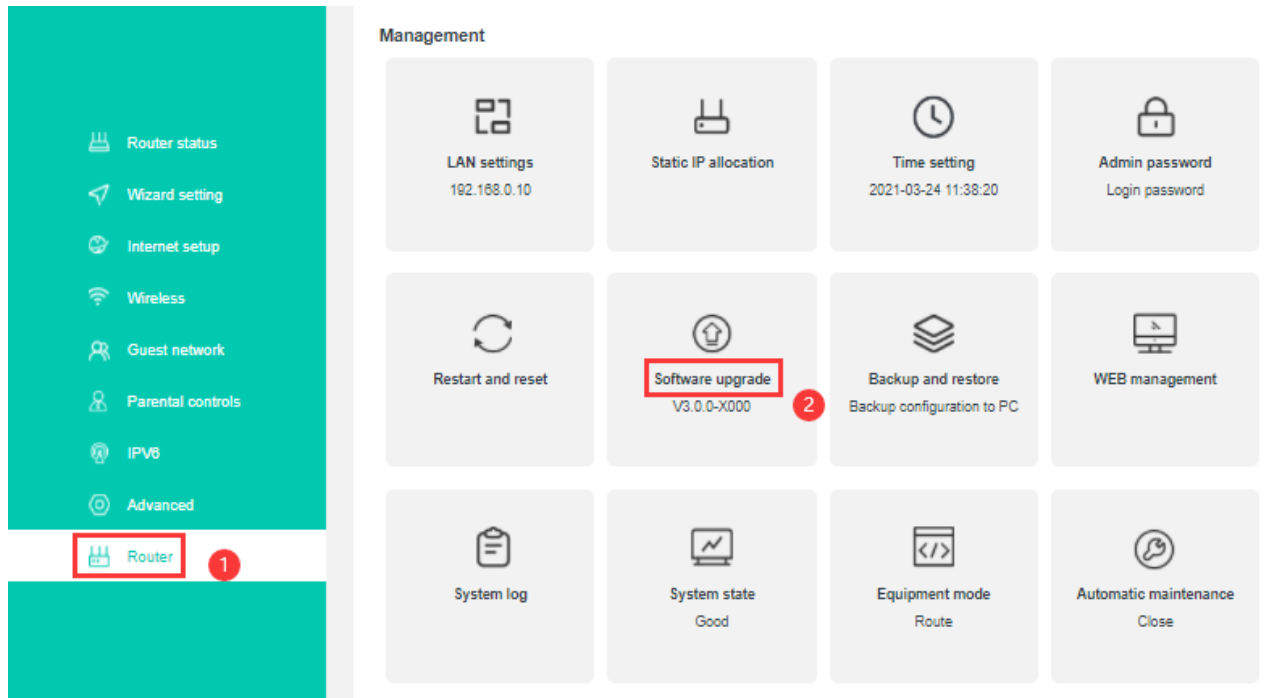 Management
Router status
Wizard setting
Internet setup
Wireless
Guest network
Parental controls
IPV6
Advanced
Router
1
LAN settings
192.168.0.10
Static IP allocation
Time setting
2021-03-24 11:38:20
Admin password
Login password
Restart and reset
Software upgrade
V3.0.0-X000
2
Backup and restore
Backup configuration to PC
WEB management
System log
System state
Good
Equipment mode
Route
Automatic maintenance
Close